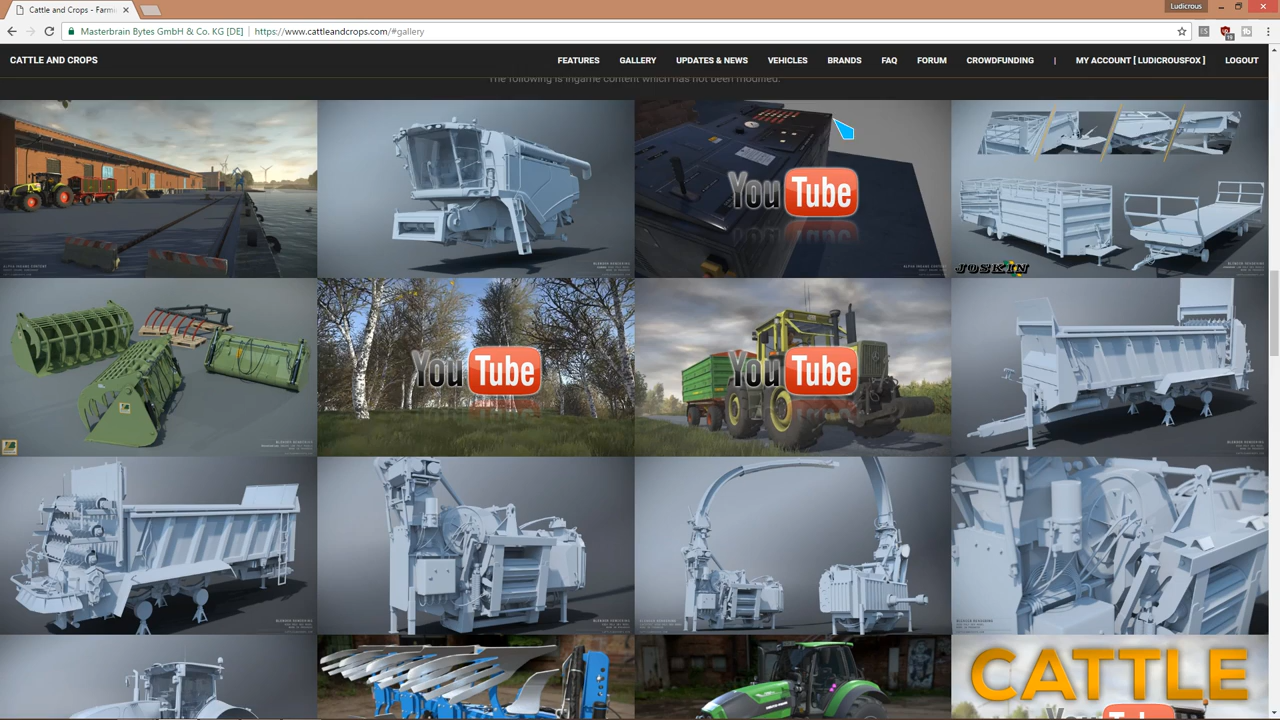 Ludicrous
Cattle and Crops - Farmi
Masterbrain Bytes GmbH & Co. KG [DE]
https://www.cattleandcrops.com/#gallery
CATTLE AND CROPS
FEATURES
GALLERY
UPDATES & NEWS
VEHICLES
BRANDS
FAQ
FORUM
CROWDFUNDING
|
MY ACCOUNT [ LUDICROUSFOX ]
LOGOUT
The following is ingame content which has not been modified.
YouTube
JOSKIN
YouTube
YouTube
CATTLE
YouTube